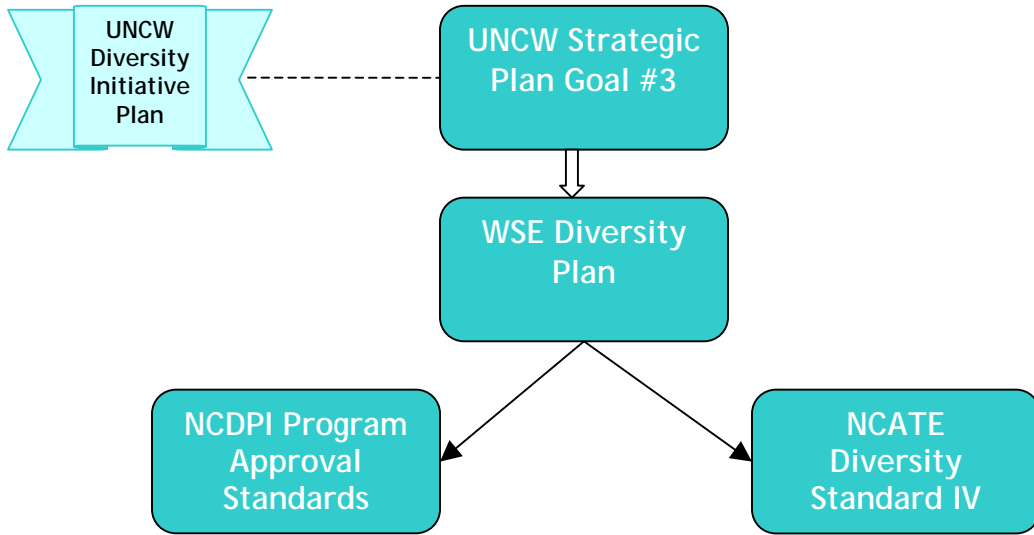 UNCW
Diversity
Initiative
Plan
UNCW Strategic
Plan Goal #3
WSE Diversity
Plan
NCDPI Program
Approval
Standards
NCATE
Diversity
Standard IV